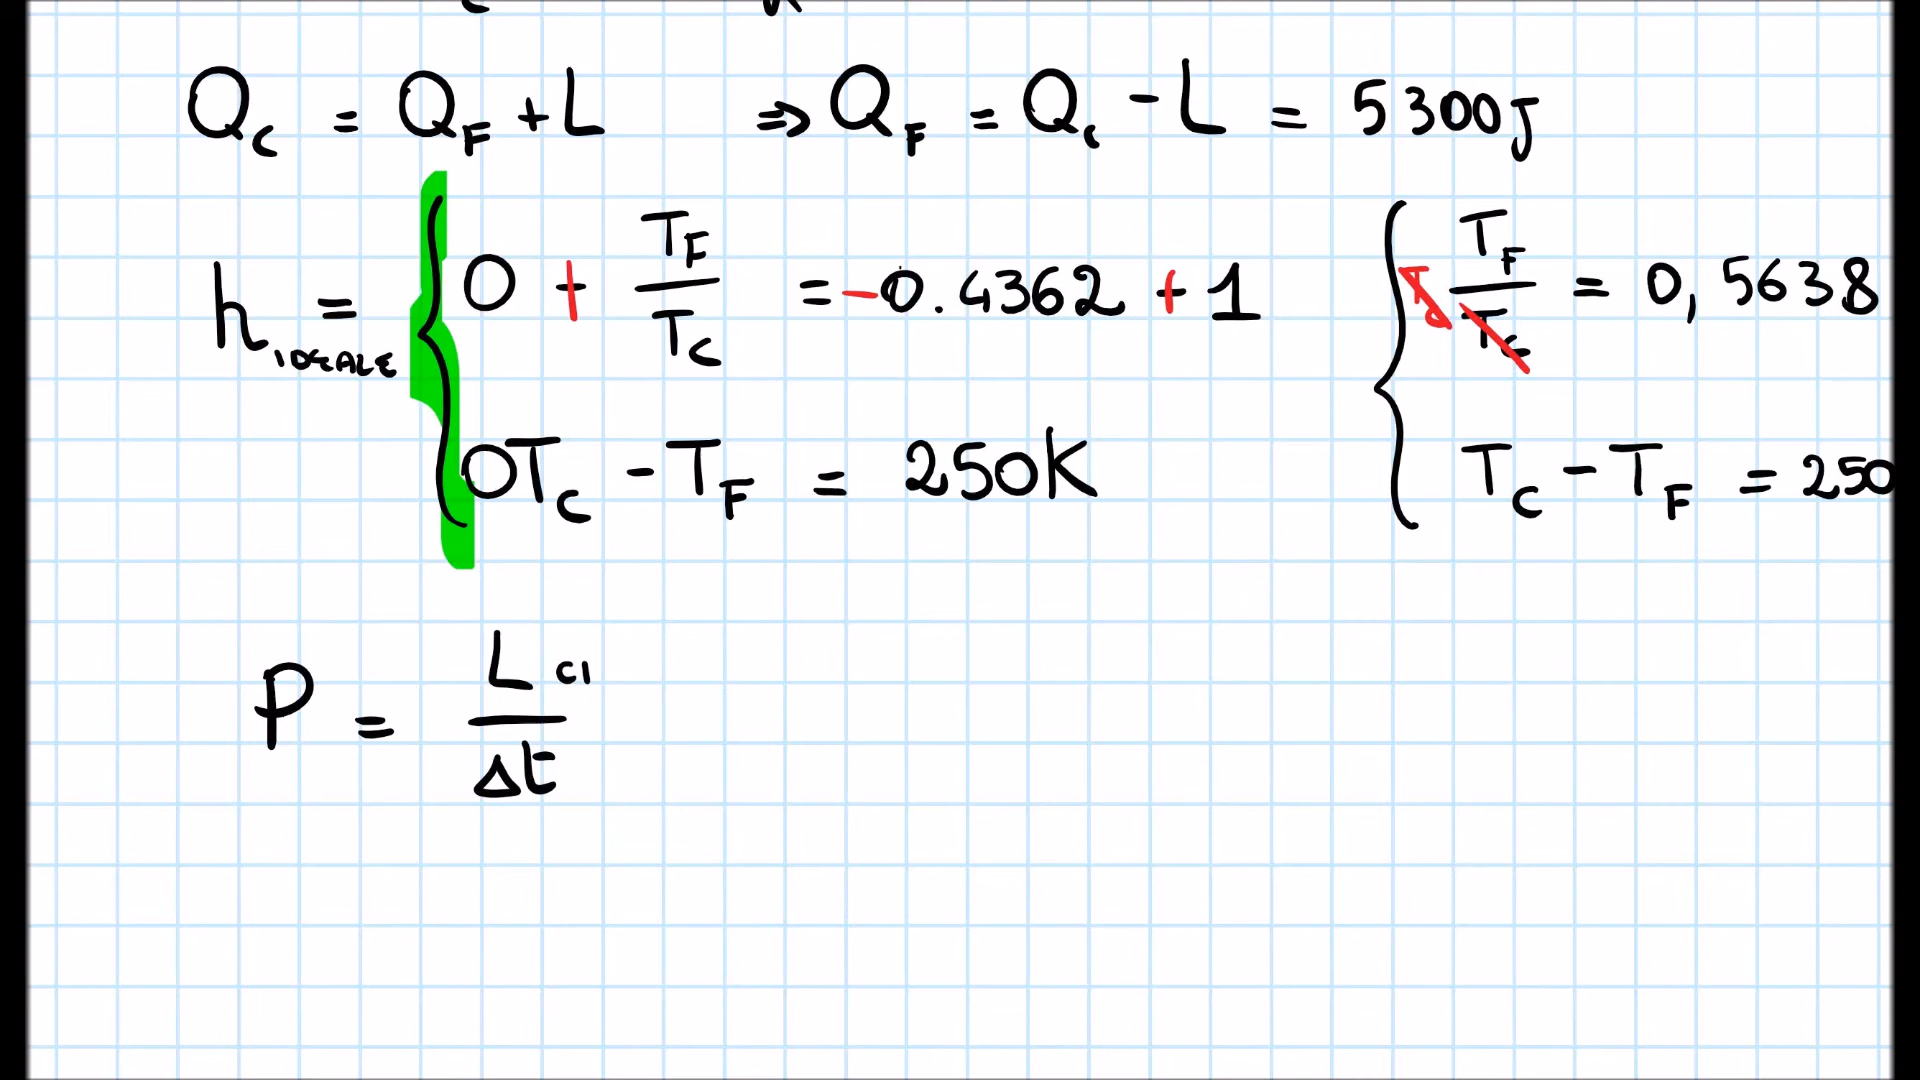 Qc = QF + L ⇒ QF = Qc - L = 5300J
h IDEALE = { 0 + TF/TC = -0.4362 + 1 { TF/TC = 0,5638
0TC - TF = 250K TC - TF = 250
P = LCI/Δt